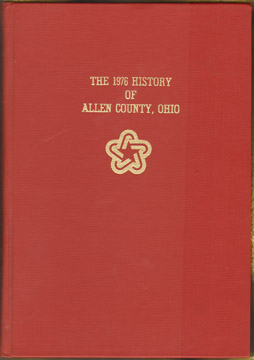 THE 1976 HISTORY
OF
ALLEN COUNTY, OHIO